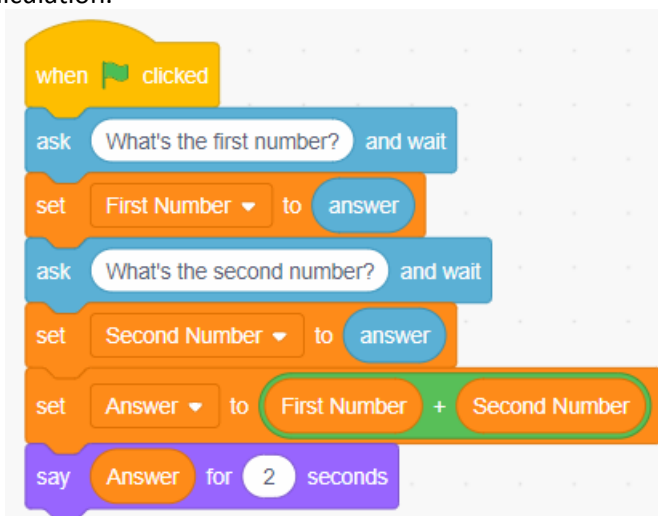 when clicked
ask What's the first number? and wait
set First Number to answer
ask What's the second number? and wait
set Second Number to answer
set Answer to First Number + Second Number
say Answer for 2 seconds